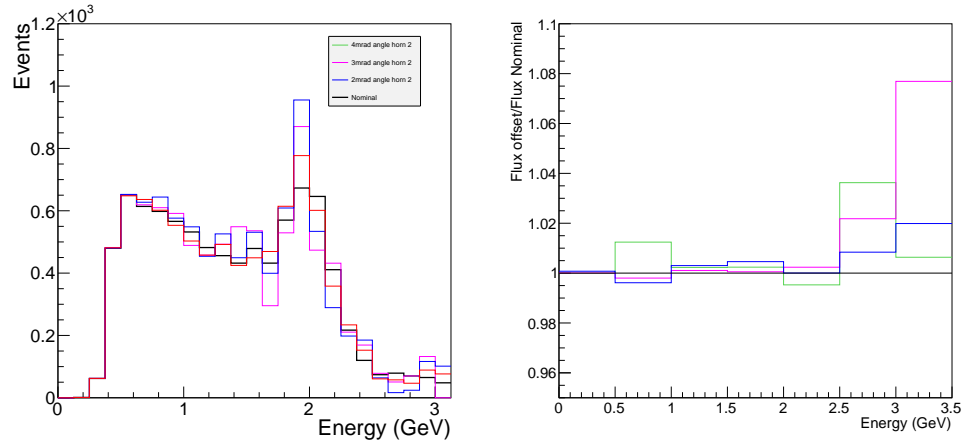 ×10³
1.2
1
0.8
0.6
0.4
0.2
0
Events
4mrad angle horn 2
3mrad angle horn 2
2mrad angle horn 2
Nominal
0 1 2 3
Energy (GeV)
1.1
1.08
1.06
1.04
1.02
1
0.98
0.96
Flux offset/Flux Nominal
0 0.5 1 1.5 2 2.5 3 3.5
Energy (GeV)